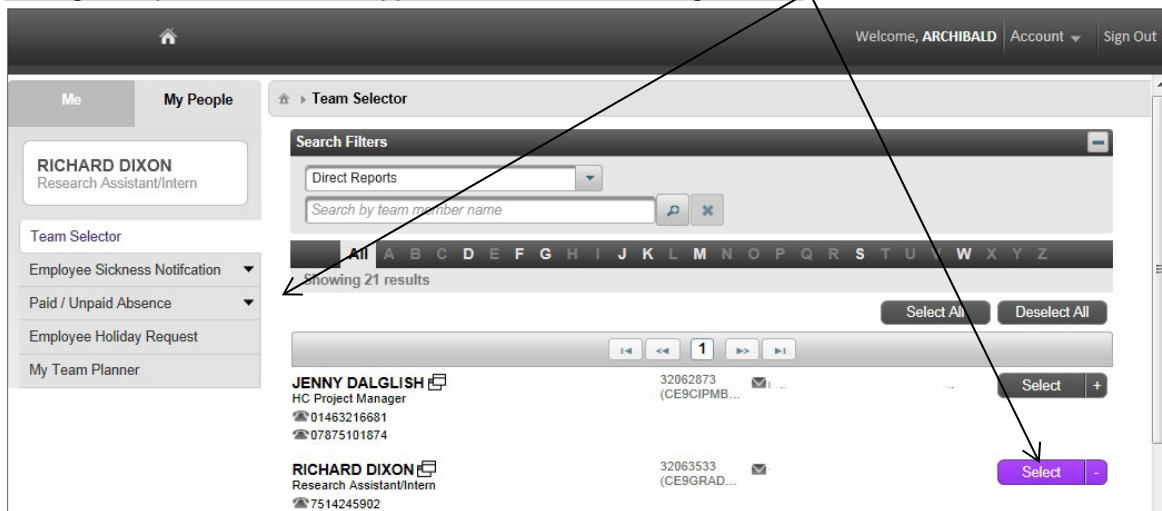 Welcome, ARCHIBALD Account Sign Out
Me My People
Team Selector
RICHARD DIXON
Research Assistant/Intern
Team Selector
Employee Sickness Notifcation
Paid / Unpaid Absence
Employee Holiday Request
My Team Planner
Search Filters
Direct Reports
Search by team member name
All A B C D E F G H I J K L M N O P Q R S T U V W X Y Z
Showing 21 results
Select All Deselect All
1
JENNY DALGLISH 32062873 Select +
HC Project Manager (CE9CIPMB...
01463216681
07875101874
RICHARD DIXON 32063533 Select -
Research Assistant/Intern (CE9GRAD...
7514245902